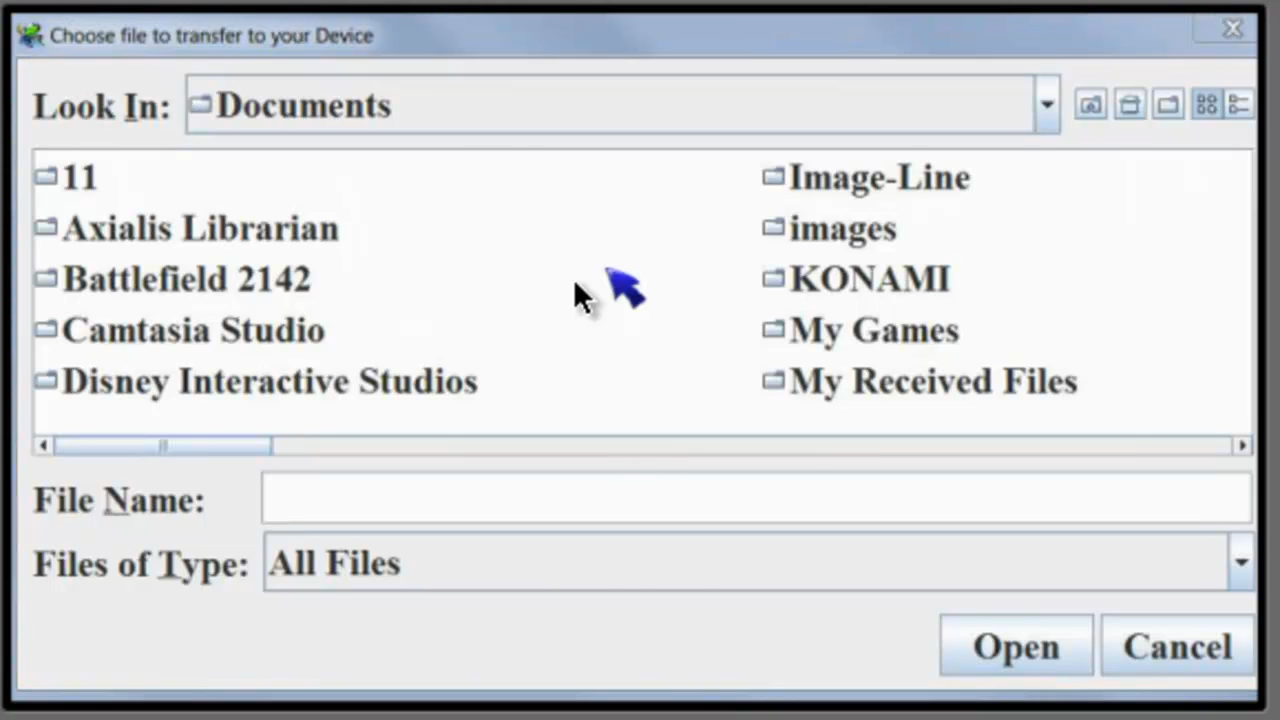 Choose file to transfer to your Device
Look In: Documents
11
Axialis Librarian
Battlefield 2142
Camtasia Studio
Disney Interactive Studios
Image-Line
images
KONAMI
My Games
My Received Files
File Name:
Files of Type: All Files
Open Cancel